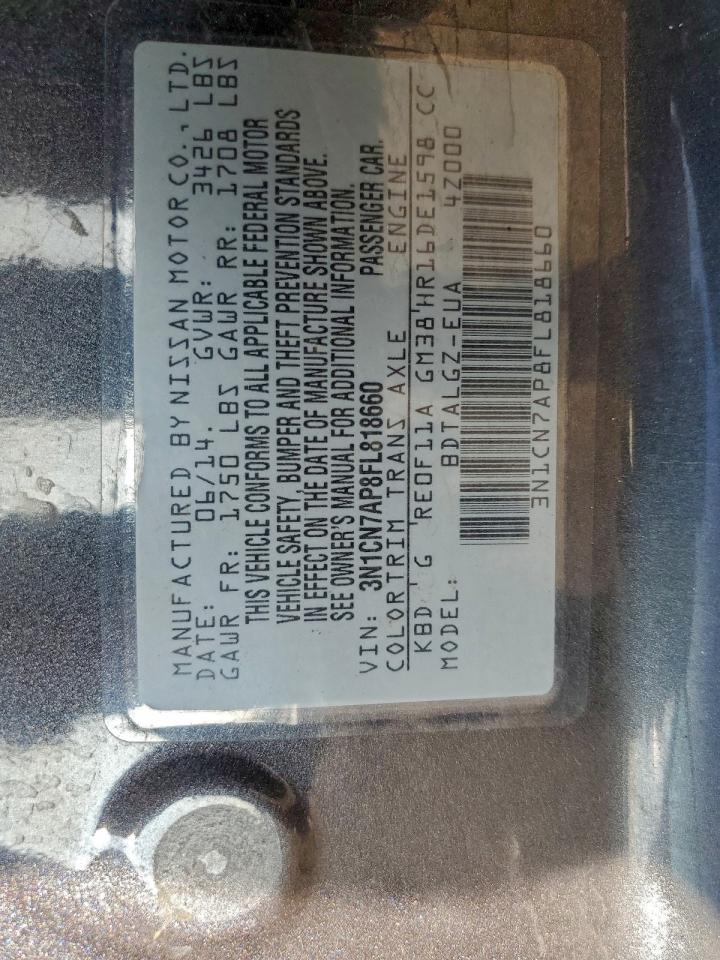 MANUFACTURED BY NISSAN MOTOR CO., LTD.
DATE: 06/14. GVWR: 3426 LBS
GAWR FR: 1750 LBS GAWR RR: 1708 LBS
THIS VEHICLE CONFORMS TO ALL APPLICABLE FEDERAL MOTOR
VEHICLE SAFETY, BUMPER AND THEFT PREVENTION STANDARDS
IN EFFECT ON THE DATE OF MANUFACTURE SHOWN ABOVE.
SEE OWNER'S MANUAL FOR ADDITIONAL INFORMATION.
VIN: 3N1CN7AP8FL818660 PASSENGER CAR.
COLOR TRIM TRANS AXLE ENGINE
KBD G RE0F11A GM38 HR16DE1598 CC
MODEL: BDTALGZ-EUA 4Z000
3N1CN7AP8FL818660